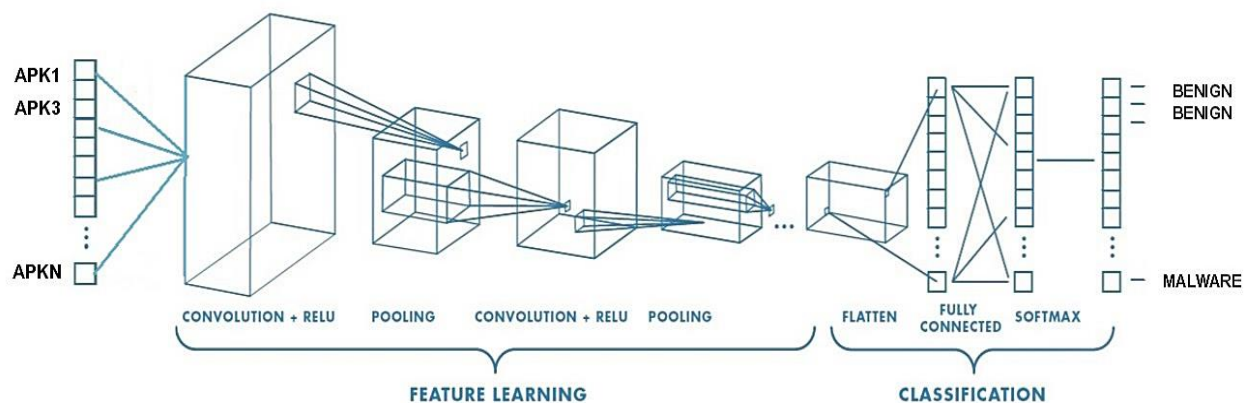 APK1
APK3
APKN
BENIGN
BENIGN
MALWARE
CONVOLUTION + RELU
POOLING
CONVOLUTION + RELU
POOLING
FLATTEN
FULLY
CONNECTED
SOFTMAX
FEATURE LEARNING
CLASSIFICATION